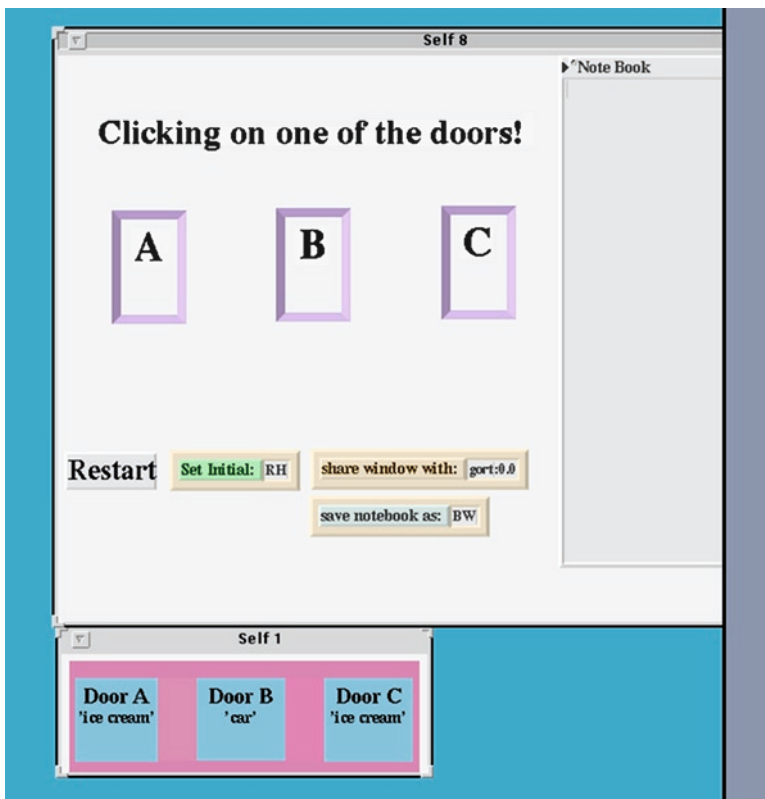 Self 8
Note Book
Clicking on one of the doors!
A B C
Restart Set Initial: RH share window with: gort:0.0
save notebook as: BW
Self 1
Door A Door B Door C
'ice cream' 'car' 'ice cream'